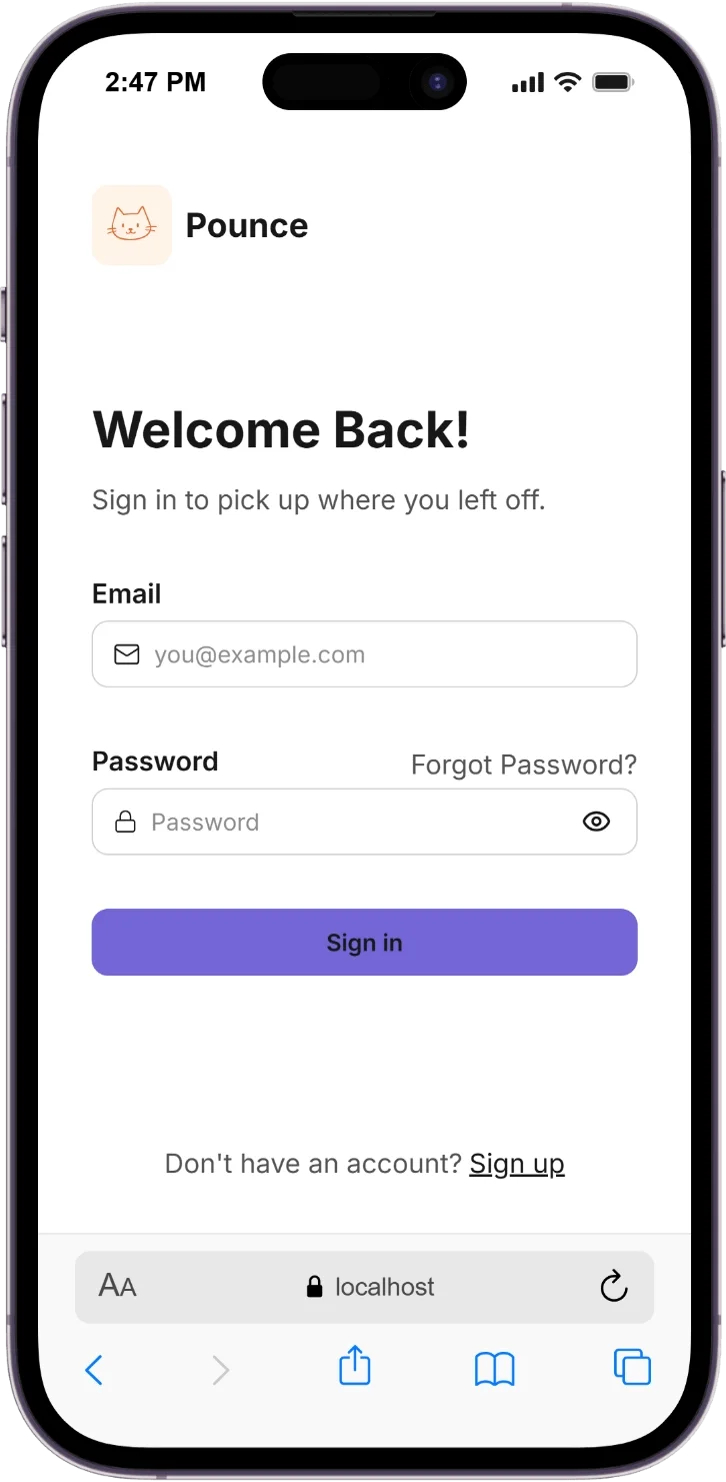 2:47 PM
Pounce
Welcome Back!
Sign in to pick up where you left off.
Email
you@example.com
Password
Forgot Password?
Password
Sign in
Don't have an account? Sign up
AA
localhost